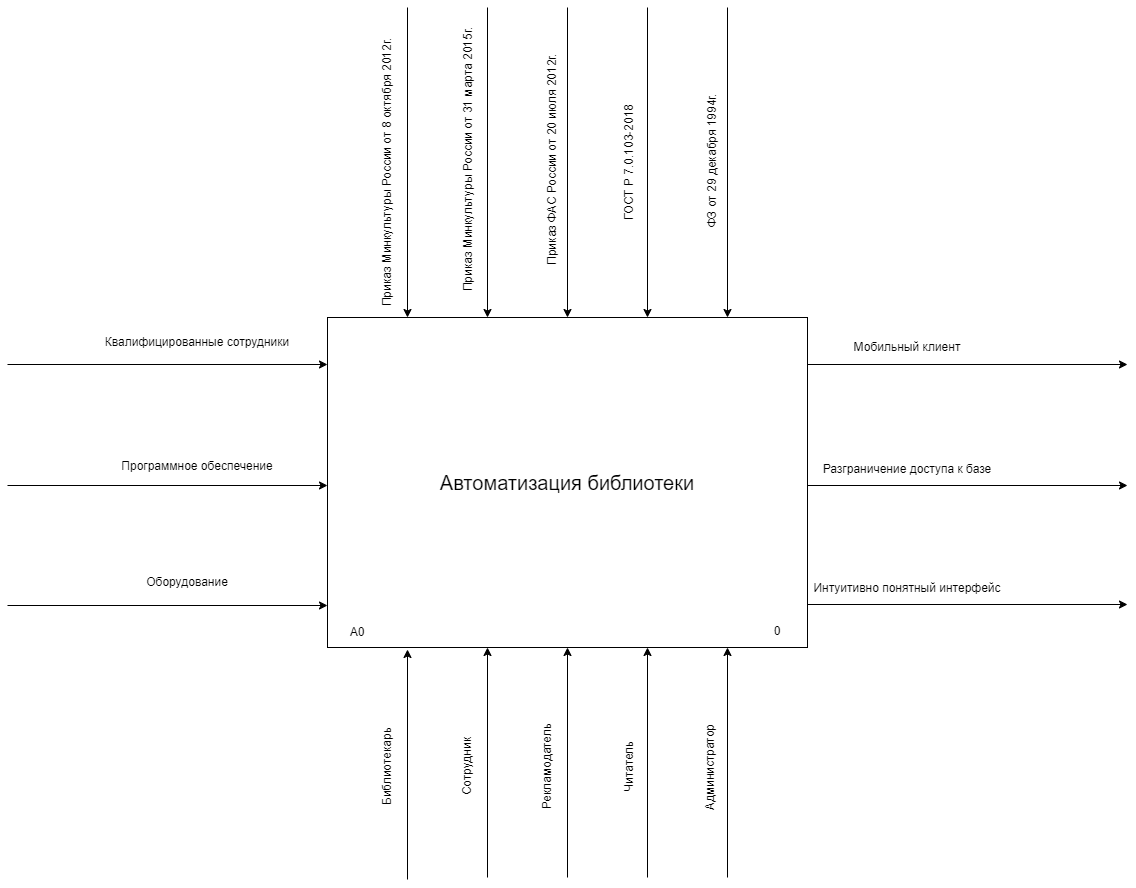 Приказ Минкультуры России от 8 октября 2012г.
Приказ Минкультуры России от 31 марта 2015г.
Приказ ФАС России от 20 июля 2012г.
ГОСТ Р 7.0.103-2018
ФЗ от 29 декабря 1994г.
Квалифицированные сотрудники
Программное обеспечение
Оборудование
Автоматизация библиотеки
A0
0
Мобильный клиент
Разграничение доступа к базе
Интуитивно понятный интерфейс
Библиотекарь
Сотрудник
Рекламодатель
Читатель
Администратор